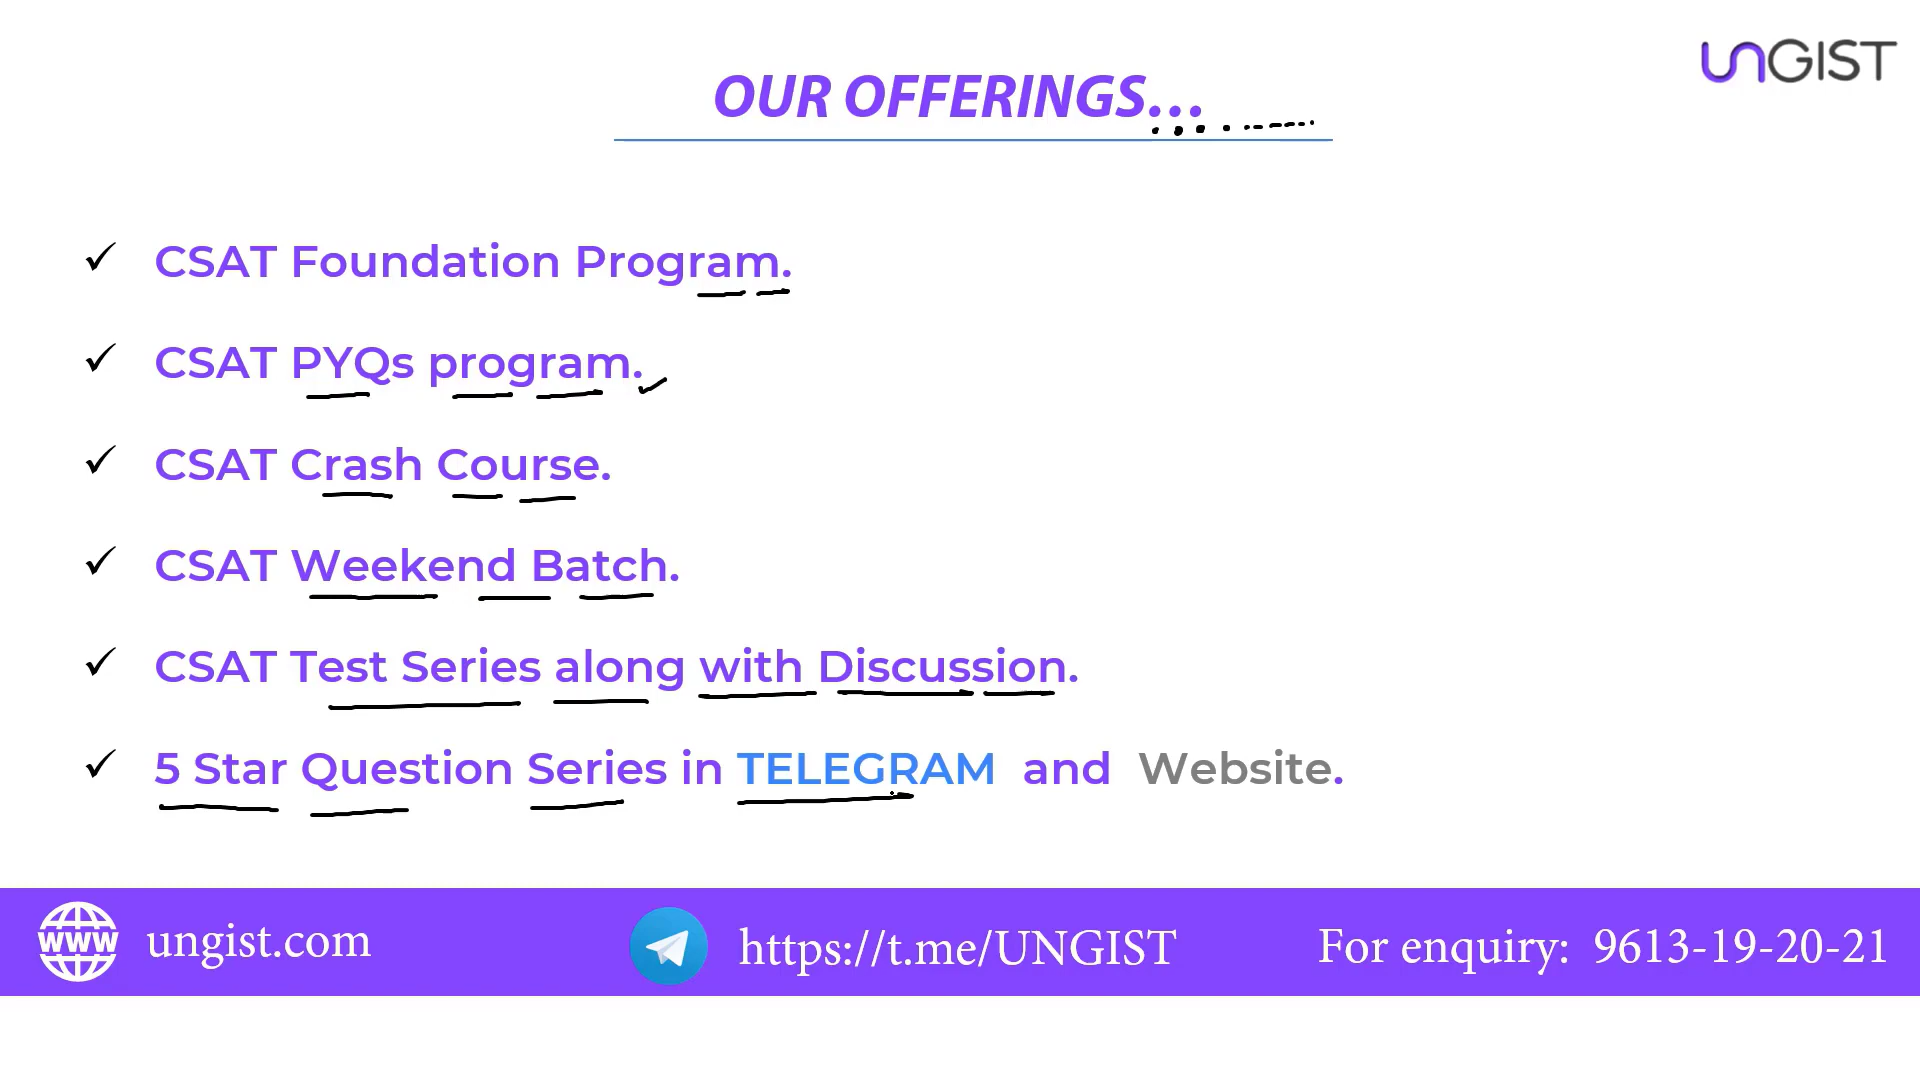 UNGIST
OUR OFFERINGS...
✓ CSAT Foundation Program.
✓ CSAT PYQs program.
✓ CSAT Crash Course.
✓ CSAT Weekend Batch.
✓ CSAT Test Series along with Discussion.
✓ 5 Star Question Series in TELEGRAM and Website.
WWW ungist.com https://t.me/UNGIST For enquiry: 9613-19-20-21